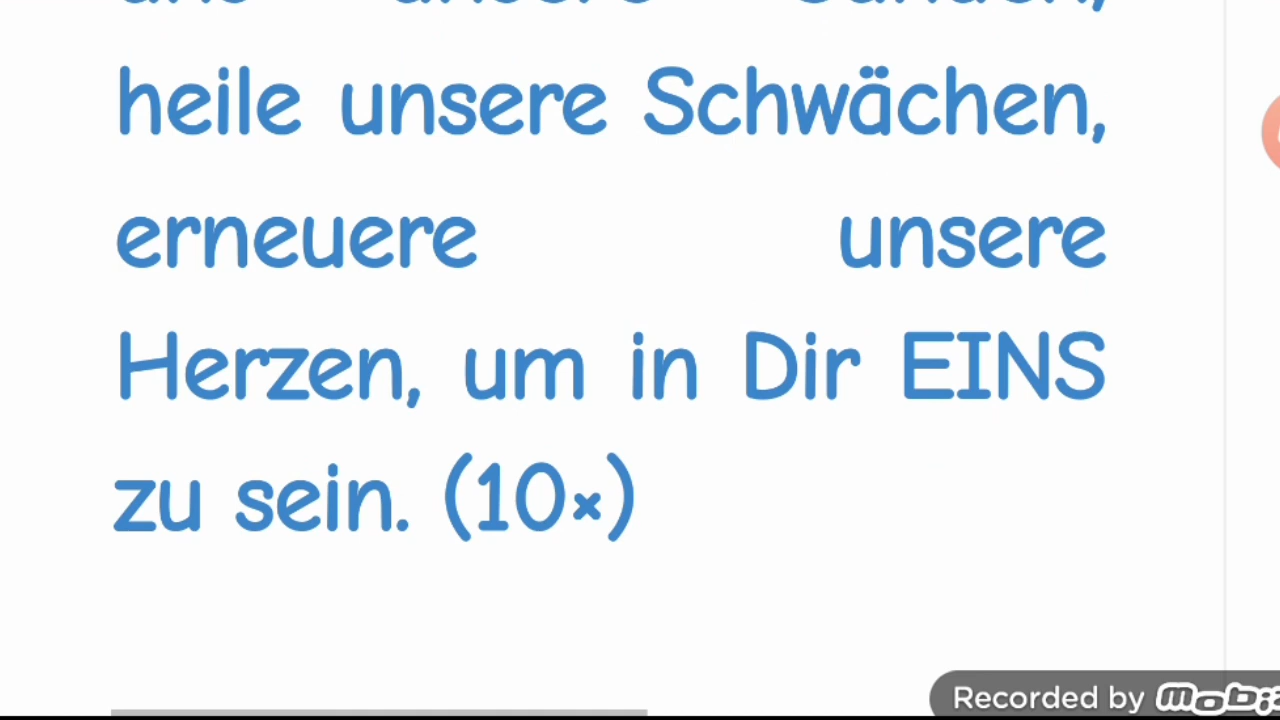 heile unsere Schwächen,
erneuere unsere
Herzen, um in Dir EINS
zu sein. (10×)
Recorded by